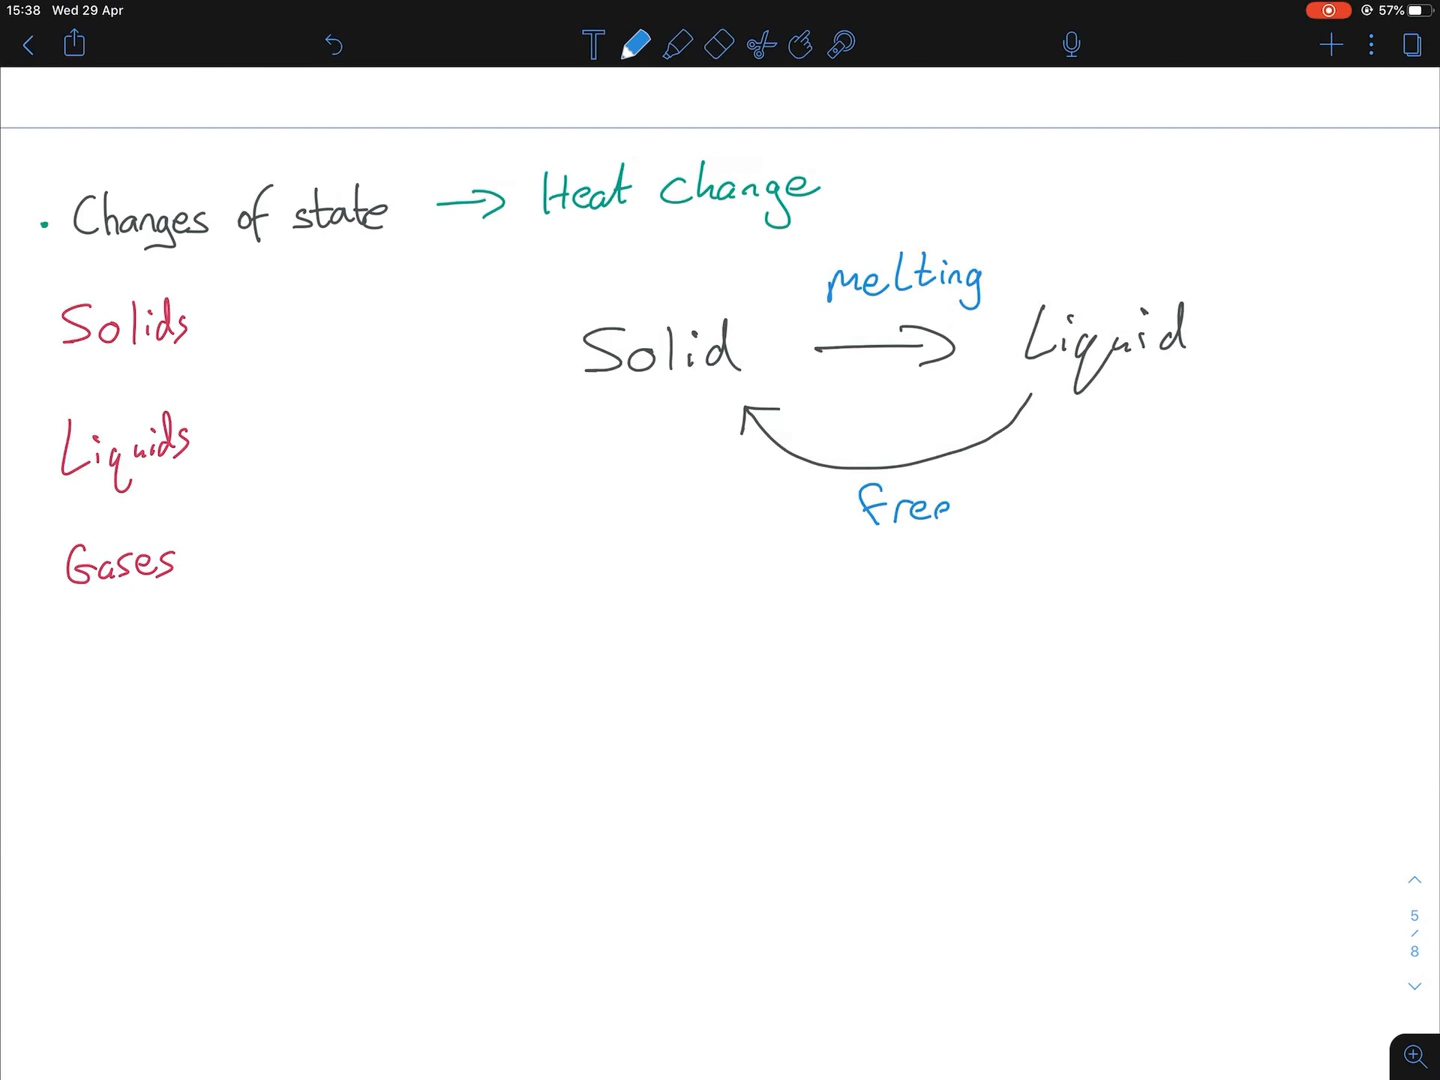 15:38 Wed 29 Apr
57%
T
• Changes of state → Heat change
melting
Solids
Solid → Liquid
Liquids
free
Gases
5
/
8